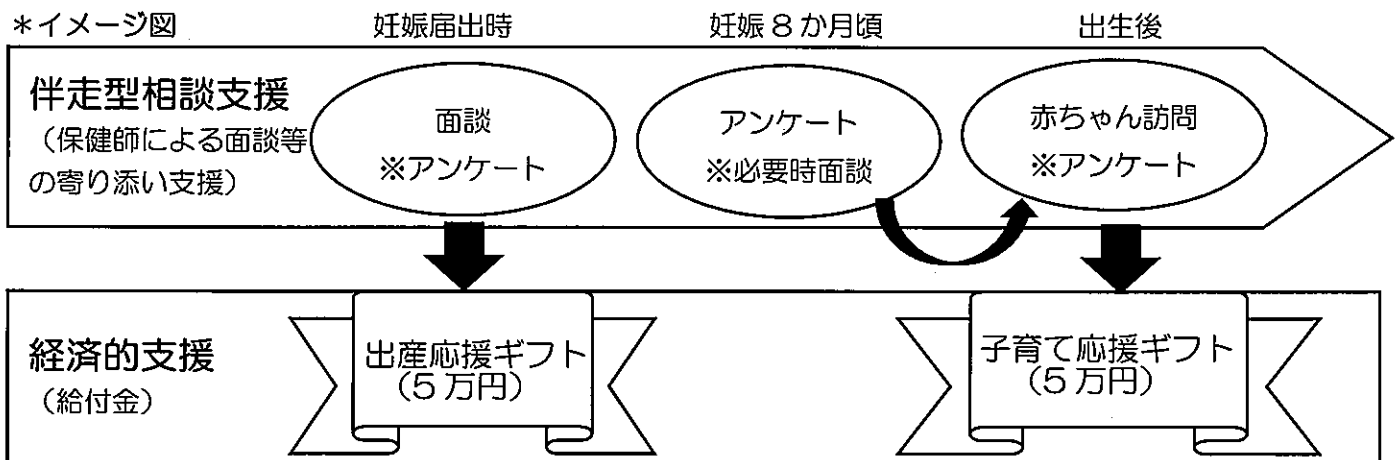 *イメージ図
妊娠届出時
妊娠8か月頃
出生後
伴走型相談支援
(保健師による面談等
の寄り添い支援)
面談
※アンケート
アンケート
※必要時面談
赤ちゃん訪問
※アンケート
経済的支援
(給付金)
出産応援ギフト
(5万円)
子育て応援ギフト
(5万円)